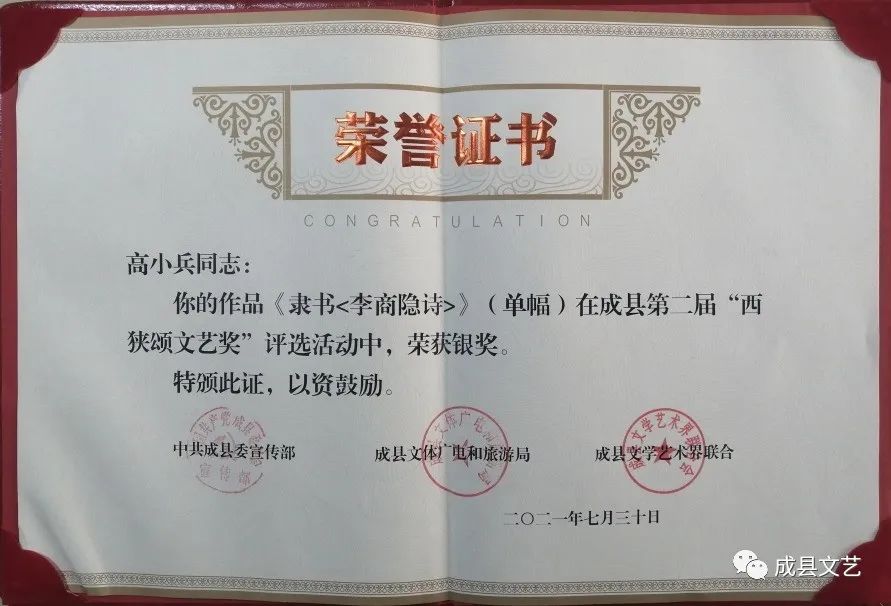 荣誉证书
CONGRATULATION
高小兵同志：
你的作品《隶书<李商隐诗>》（单幅）在成县第二届“西
狭颂文艺奖”评选活动中，荣获银奖。
特颁此证，以资鼓励。
中共成县委宣传部 成县文体广电和旅游局 成县文学艺术界联合
二〇二一年七月三十日
成县文艺